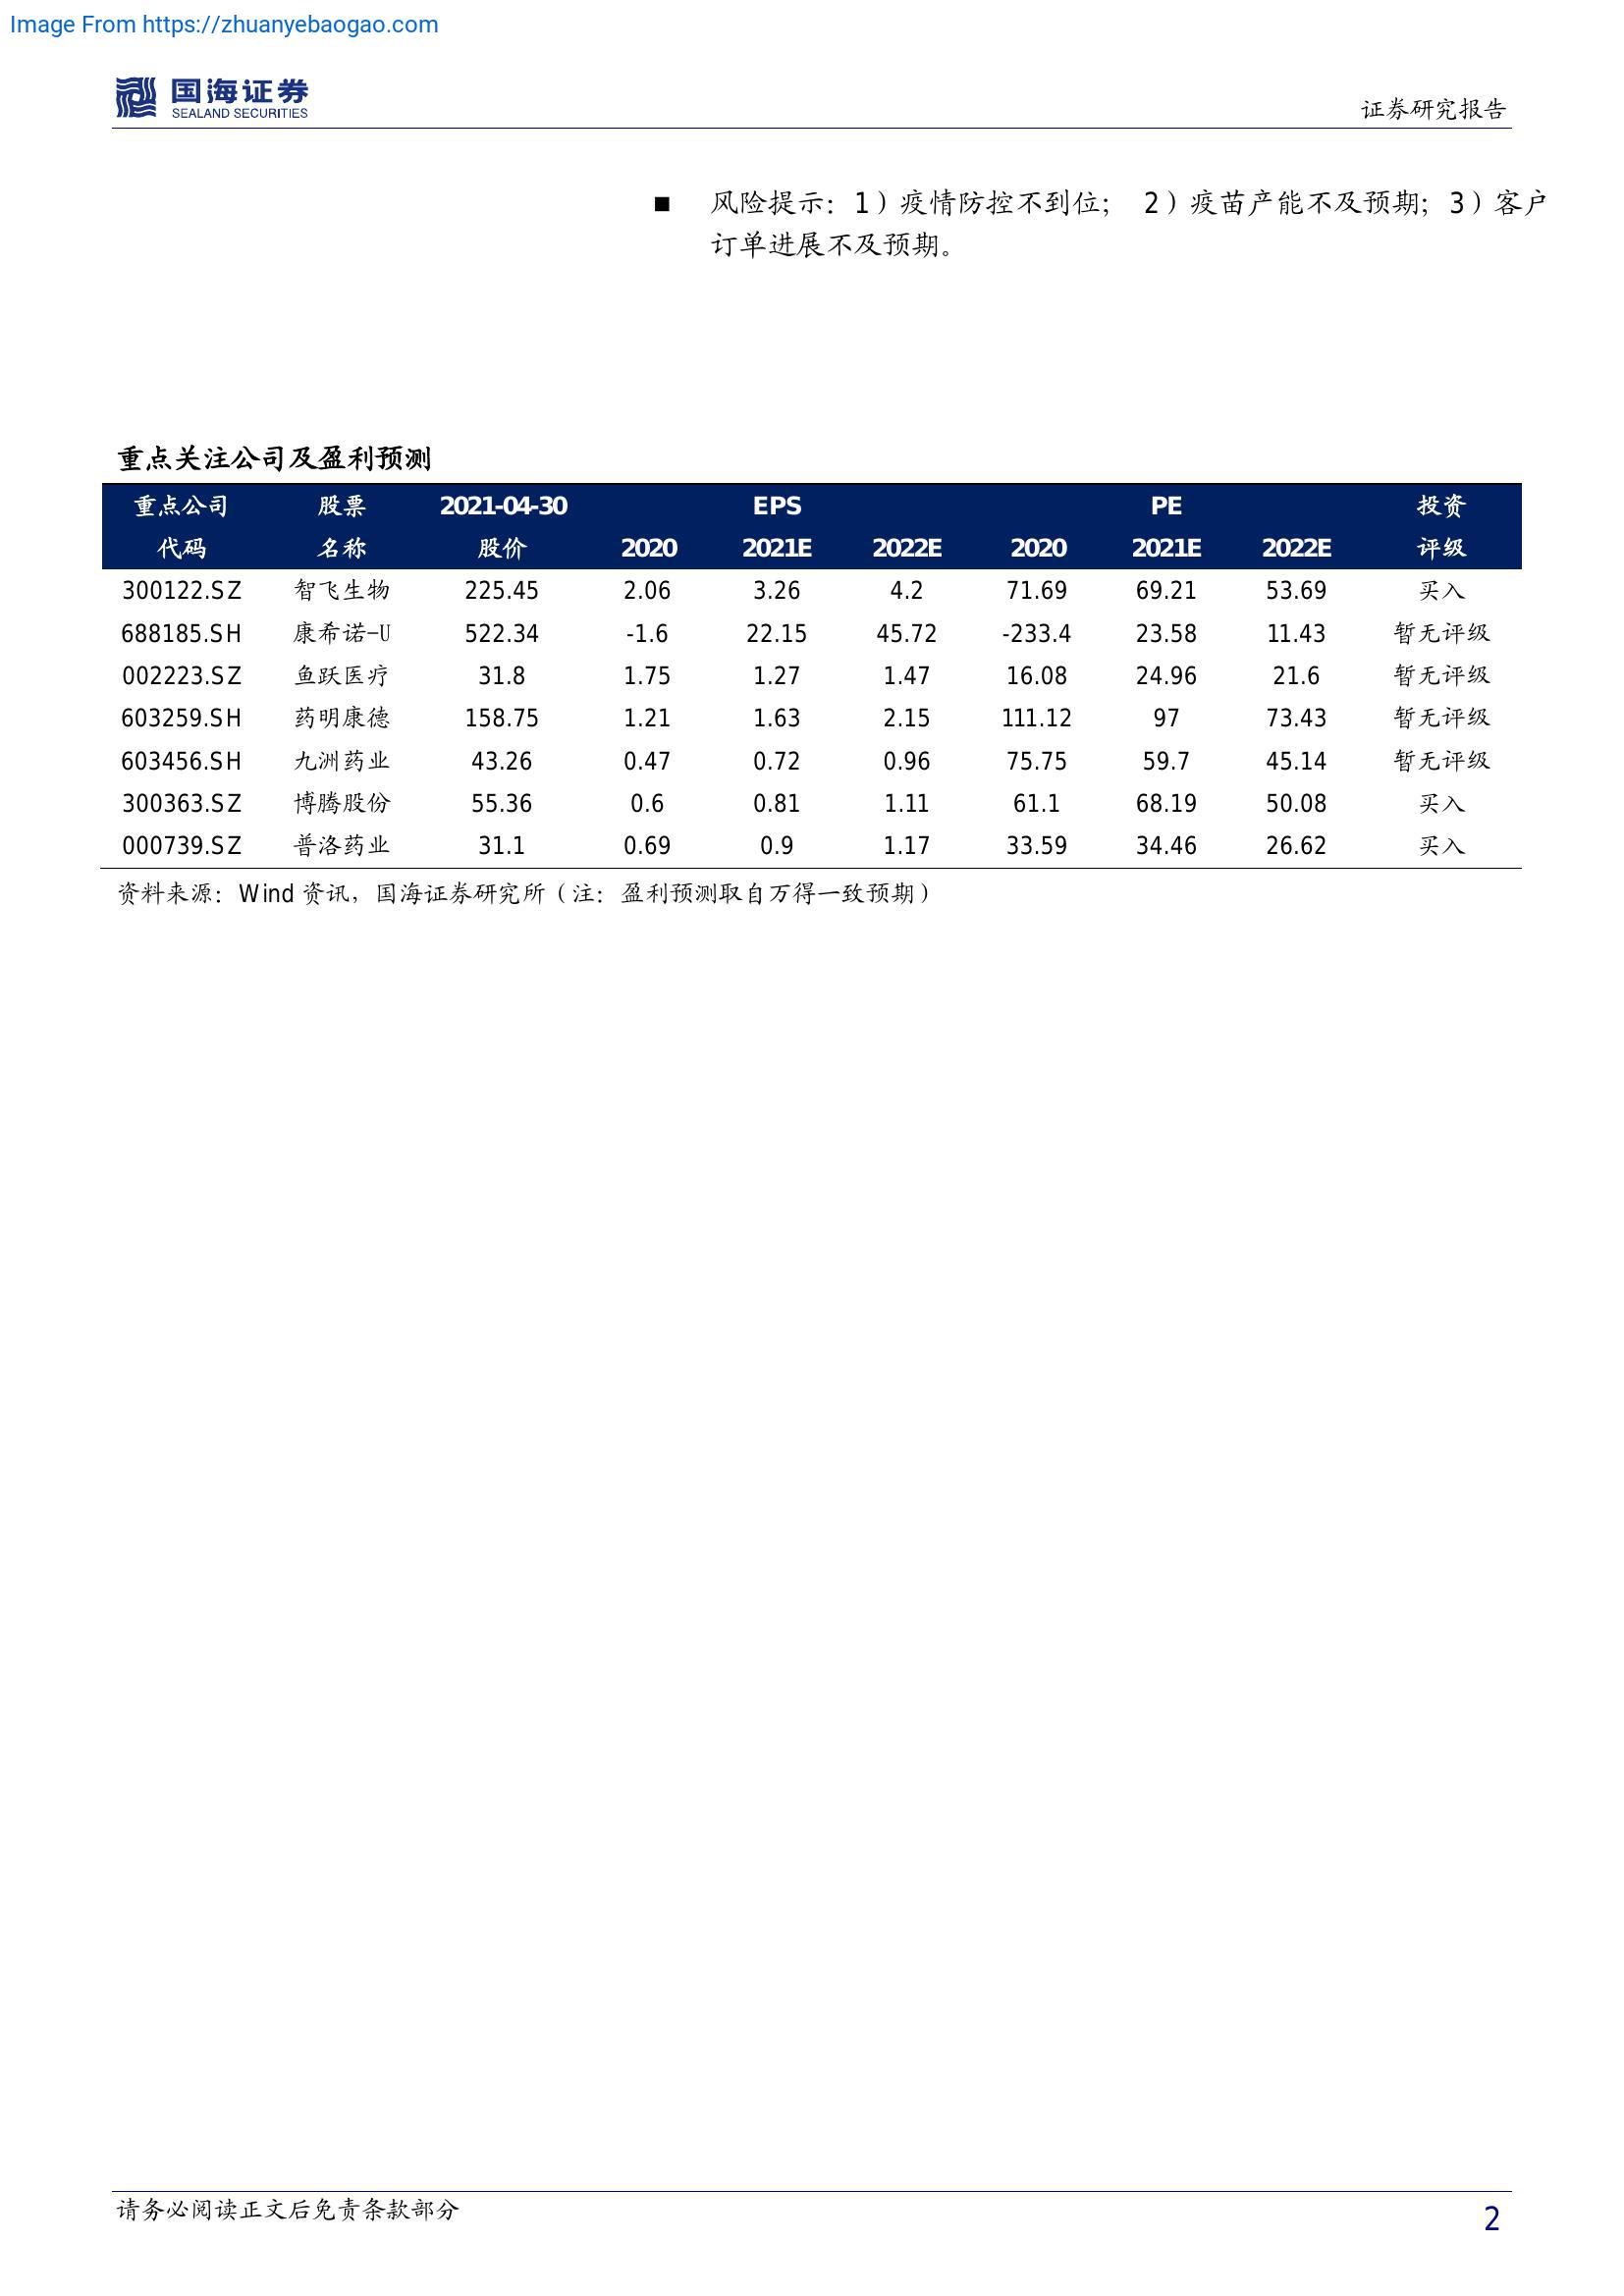 Image From https://zhuanyebaogao.com
国海证券
SEALAND SECURITIES
证券研究报告
■ 风险提示：1）疫情防控不到位； 2）疫苗产能不及预期；3）客户
订单进展不及预期。
重点关注公司及盈利预测
重点公司 股票 2021-04-30 EPS PE 投资
代码 名称 股价 2020 2021E 2022E 2020 2021E 2022E 评级
300122.SZ 智飞生物 225.45 2.06 3.26 4.2 71.69 69.21 53.69 买入
688185.SH 康希诺-U 522.34 -1.6 22.15 45.72 -233.4 23.58 11.43 暂无评级
002223.SZ 鱼跃医疗 31.8 1.75 1.27 1.47 16.08 24.96 21.6 暂无评级
603259.SH 药明康德 158.75 1.21 1.63 2.15 111.12 97 73.43 暂无评级
603456.SH 九洲药业 43.26 0.47 0.72 0.96 75.75 59.7 45.14 暂无评级
300363.SZ 博腾股份 55.36 0.6 0.81 1.11 61.1 68.19 50.08 买入
000739.SZ 普洛药业 31.1 0.69 0.9 1.17 33.59 34.46 26.62 买入
资料来源：Wind 资讯，国海证券研究所（注：盈利预测取自万得一致预期）
请务必阅读正文后免责条款部分
2